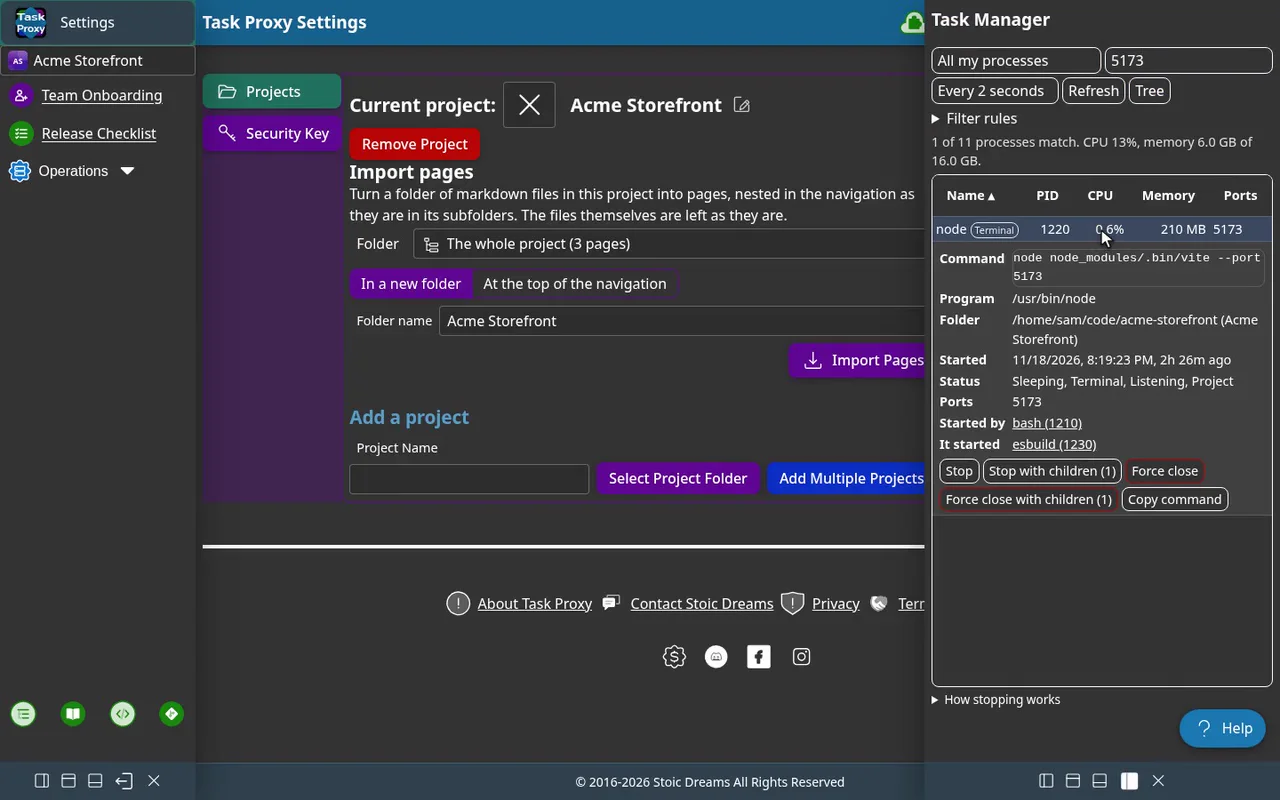 Task Proxy
Settings
AS Acme Storefront
Team Onboarding
Release Checklist
Operations
Task Proxy Settings
Projects
Security Key
Current project:
Acme Storefront
Remove Project
Import pages
Turn a folder of markdown files in this project into pages, nested in the navigation as
they are in its subfolders. The files themselves are left as they are.
Folder
The whole project (3 pages)
In a new folder
At the top of the navigation
Folder name
Acme Storefront
Import Pages
Add a project
Project Name
Select Project Folder
Add Multiple Projects
About Task Proxy
Contact Stoic Dreams
Privacy
Terr
© 2016-2026 Stoic Dreams All Rights Reserved
Task Manager
All my processes
5173
Every 2 seconds
Refresh
Tree
Filter rules
1 of 11 processes match. CPU 13%, memory 6.0 GB of
16.0 GB.
Name ▲ PID CPU Memory Ports
node Terminal 1220 0.6% 210 MB 5173
Command node node_modules/.bin/vite --port
5173
Program /usr/bin/node
Folder /home/sam/code/acme-storefront (Acme
Storefront)
Started 11/18/2026, 8:19:23 PM, 2h 26m ago
Status Sleeping, Terminal, Listening, Project
Ports 5173
Started by bash (1210)
It started esbuild (1230)
Stop
Stop with children (1)
Force close
Force close with children (1)
Copy command
How stopping works
Help